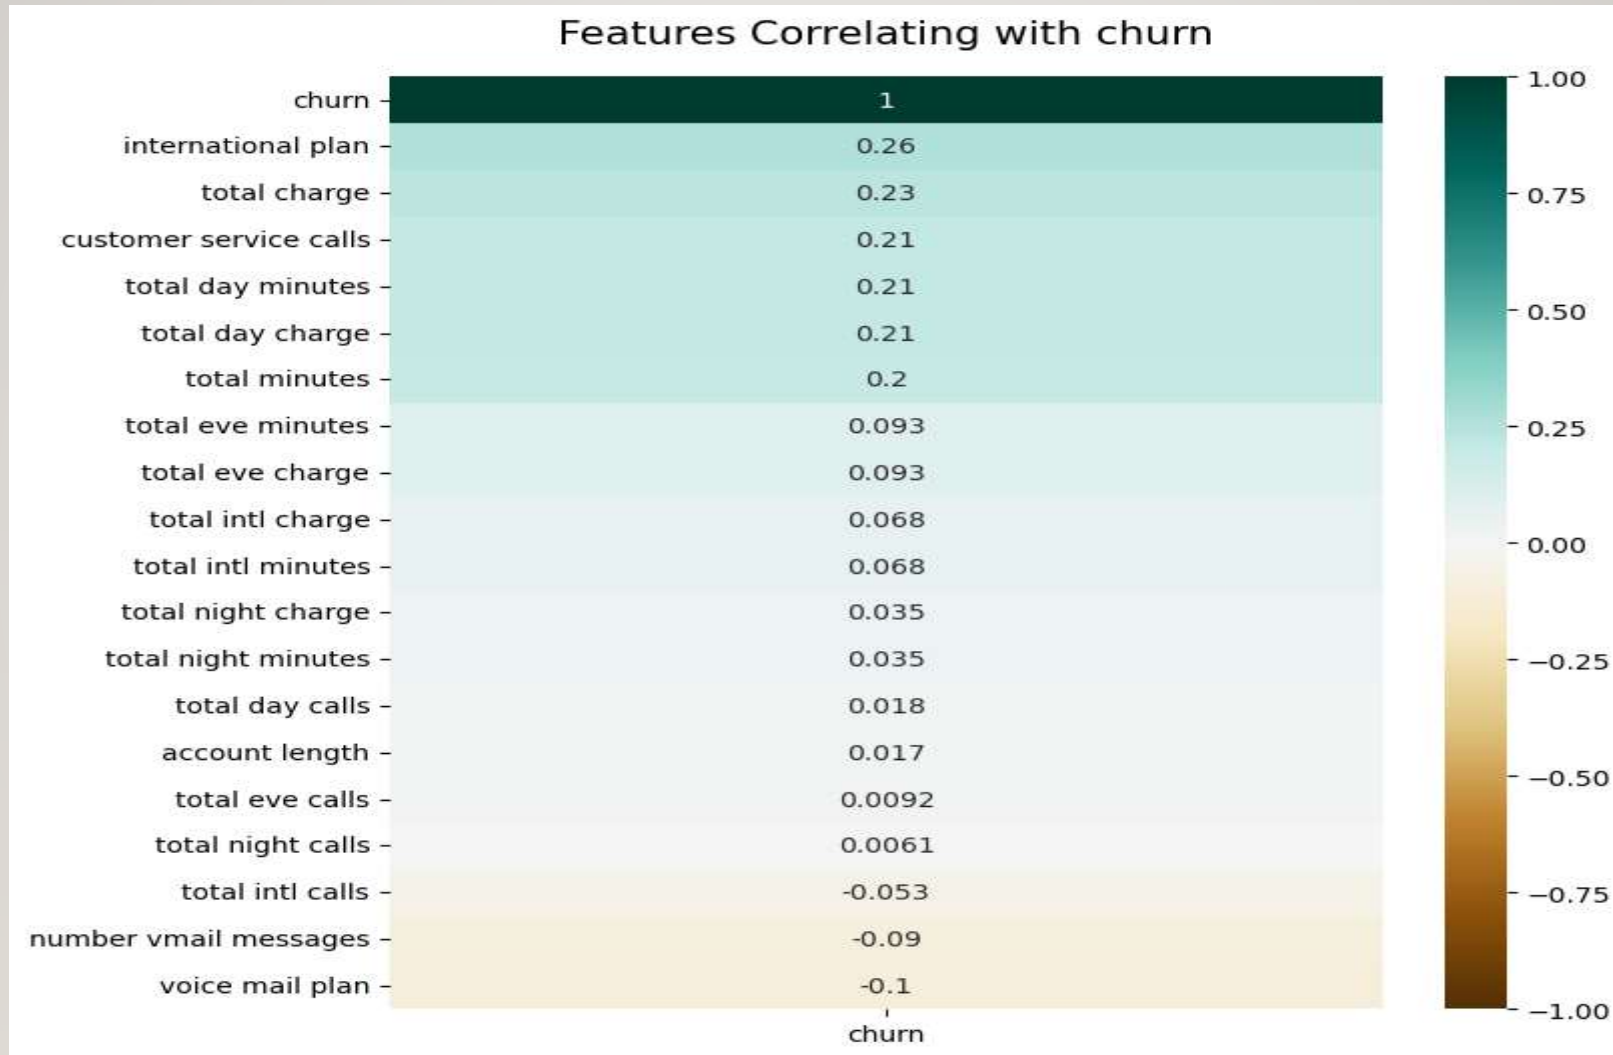 Features Correlating with churn
churn 1
international plan 0.26
total charge 0.23
customer service calls 0.21
total day minutes 0.21
total day charge 0.21
total minutes 0.2
total eve minutes 0.093
total eve charge 0.093
total intl charge 0.068
total intl minutes 0.068
total night charge 0.035
total night minutes 0.035
total day calls 0.018
account length 0.017
total eve calls 0.0092
total night calls 0.0061
total intl calls -0.053
number vmail messages -0.09
voice mail plan -0.1
churn
1.00
0.75
0.50
0.25
0.00
−0.25
−0.50
−0.75
−1.00